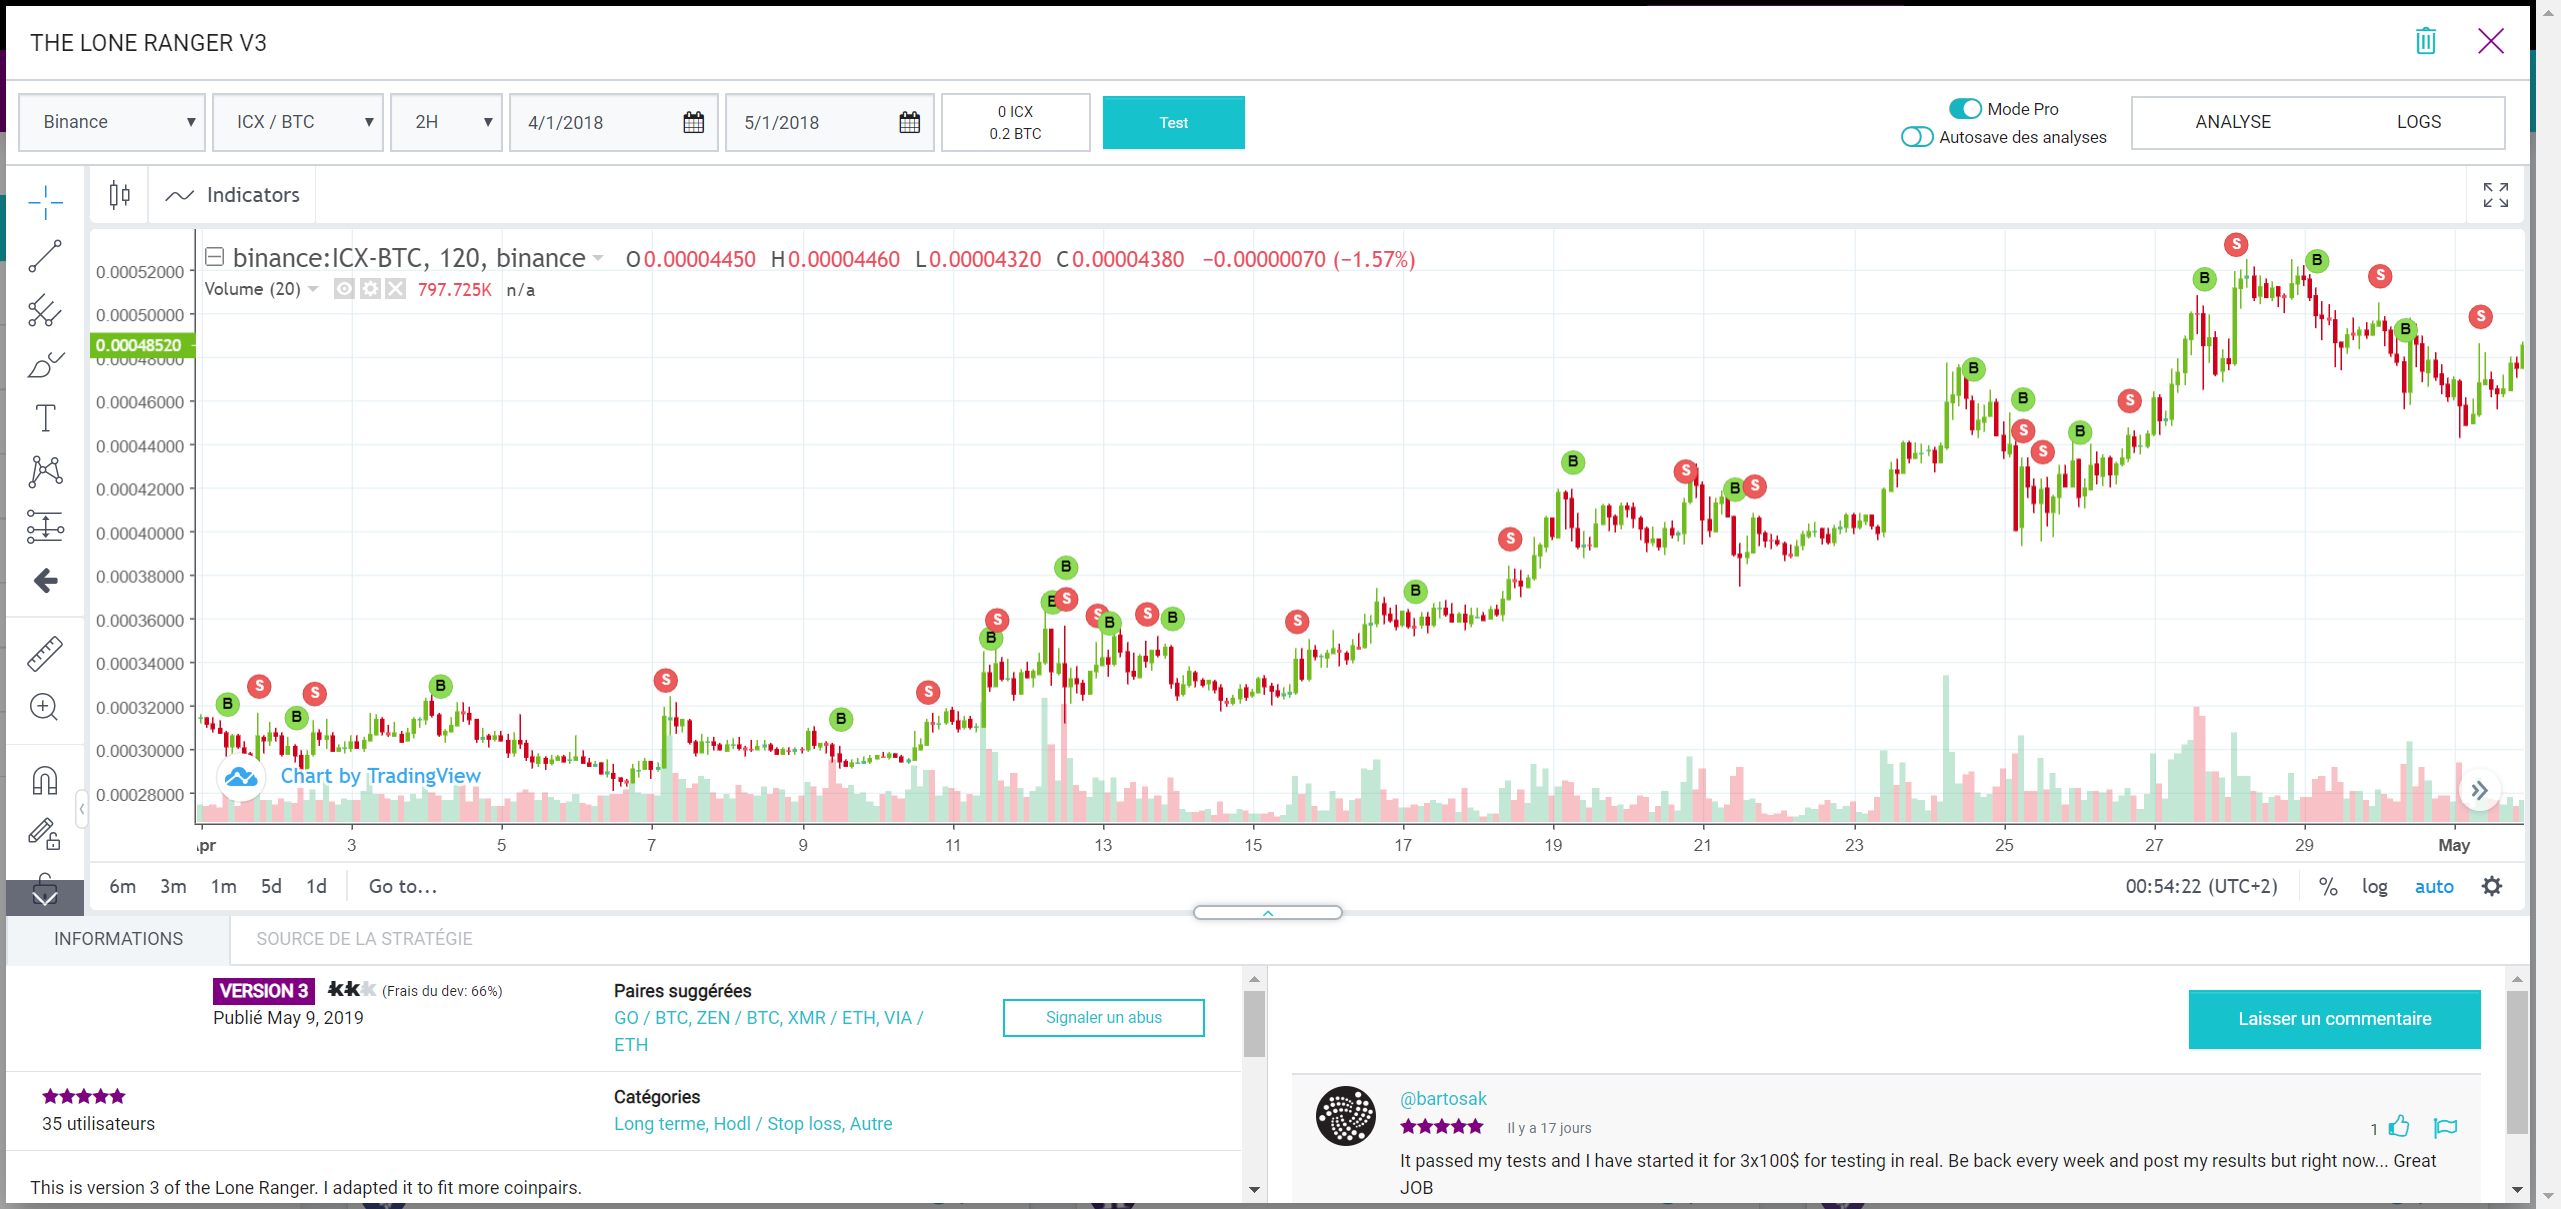 THE LONE RANGER V3
Binance ICX / BTC 2H 4/1/2018 5/1/2018
0 ICX
0.2 BTC
Test
Mode Pro
Autosave des analyses
ANALYSE LOGS
Indicators
binance:ICX-BTC, 120, binance O0.00004450 H0.00004460 L0.00004320 C0.00004380 −0.00000070 (−1.57%)
Volume (20) 797.725K n/a
0.00052000
0.00050000
0.00048520
0.00048000
0.00046000
0.00044000
0.00042000
0.00040000
0.00038000
0.00036000
0.00034000
0.00032000
0.00030000
0.00028000
B S B S B S B S B S B S B S B S B S B S B S B S B B S S B S B S B S B S
Chart by TradingView
Apr 3 5 7 9 11 13 15 17 19 21 23 25 27 29 May
6m 3m 1m 5d 1d Go to... 00:54:22 (UTC+2) % log auto
INFORMATIONS SOURCE DE LA STRATÉGIE
VERSION 3 (Frais du dev: 66%)
Publié May 9, 2019
Paires suggérées
GO / BTC, ZEN / BTC, XMR / ETH, VIA /
ETH
Signaler un abus
35 utilisateurs
Catégories
Long terme, Hodl / Stop loss, Autre
This is version 3 of the Lone Ranger. I adapted it to fit more coinpairs.
Laisser un commentaire
@bartosak
Il y a 17 jours
1
It passed my tests and I have started it for 3x100$ for testing in real. Be back every week and post my results but right now... Great
JOB